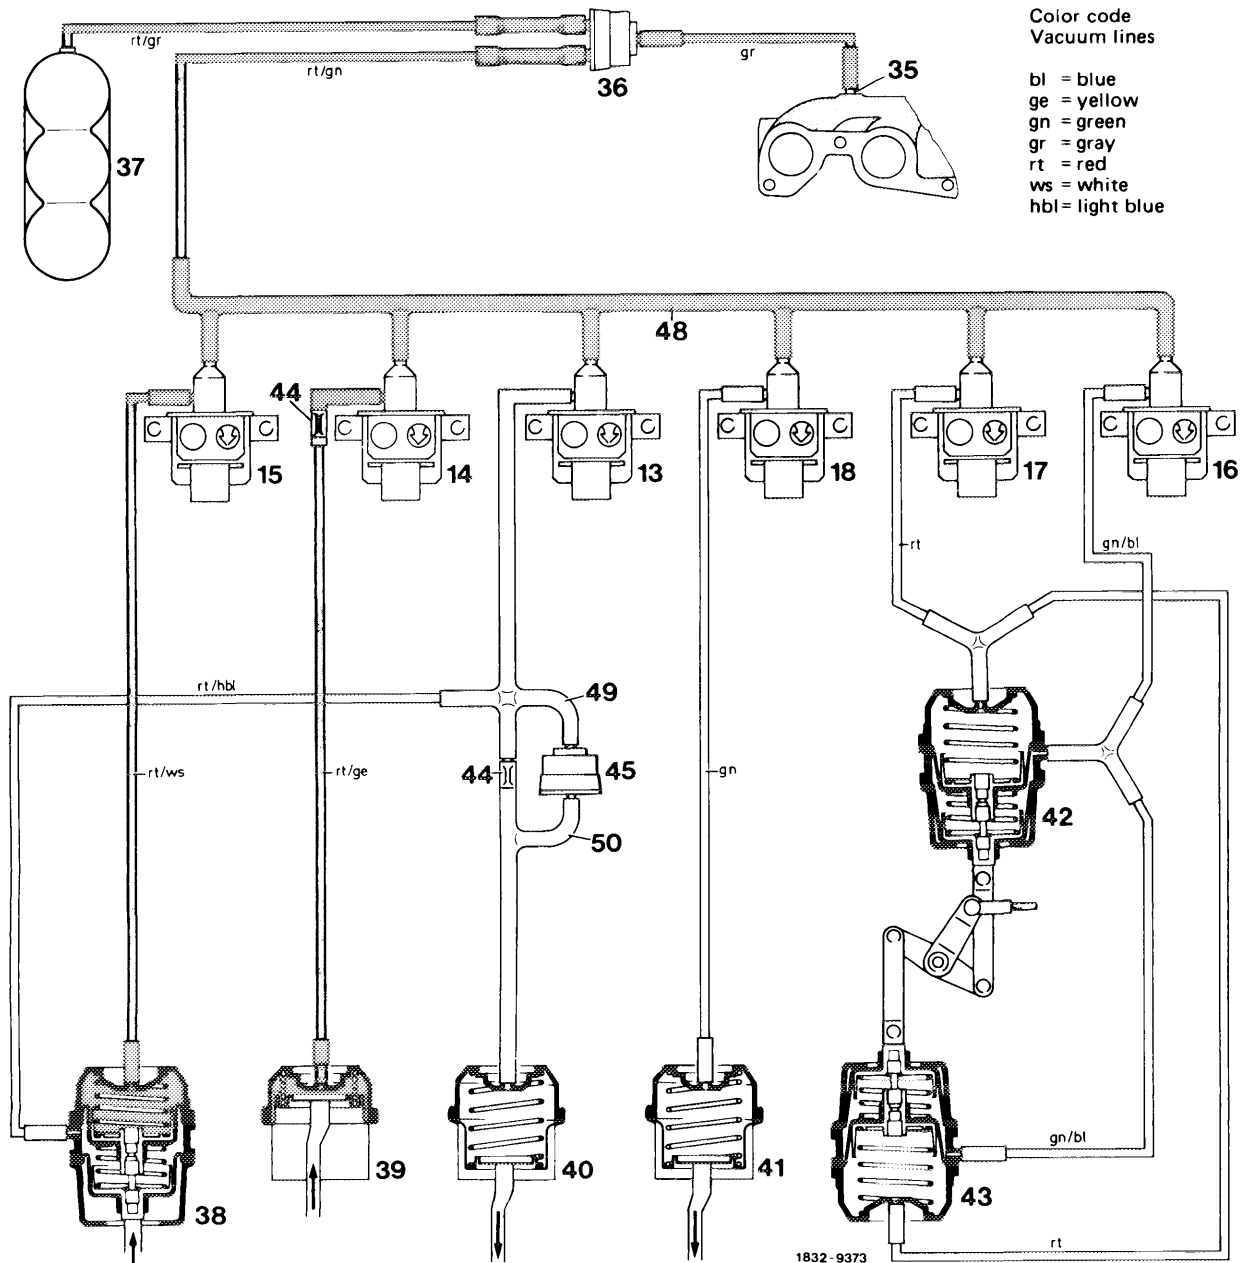 Color code
Vacuum lines
bl = blue
ge = yellow
gn = green
gr = gray
rt = red
ws = white
hbl = light blue
rt/gr
rt/gn
36
gr
35
37
48
44
15
14
13
18
17
16
rt
gn/bl
rt/hbl
49
rt/ws
rt/ge
44
45
gn
50
42
gn/bl
38
39
40
41
43
rt
1832-9373